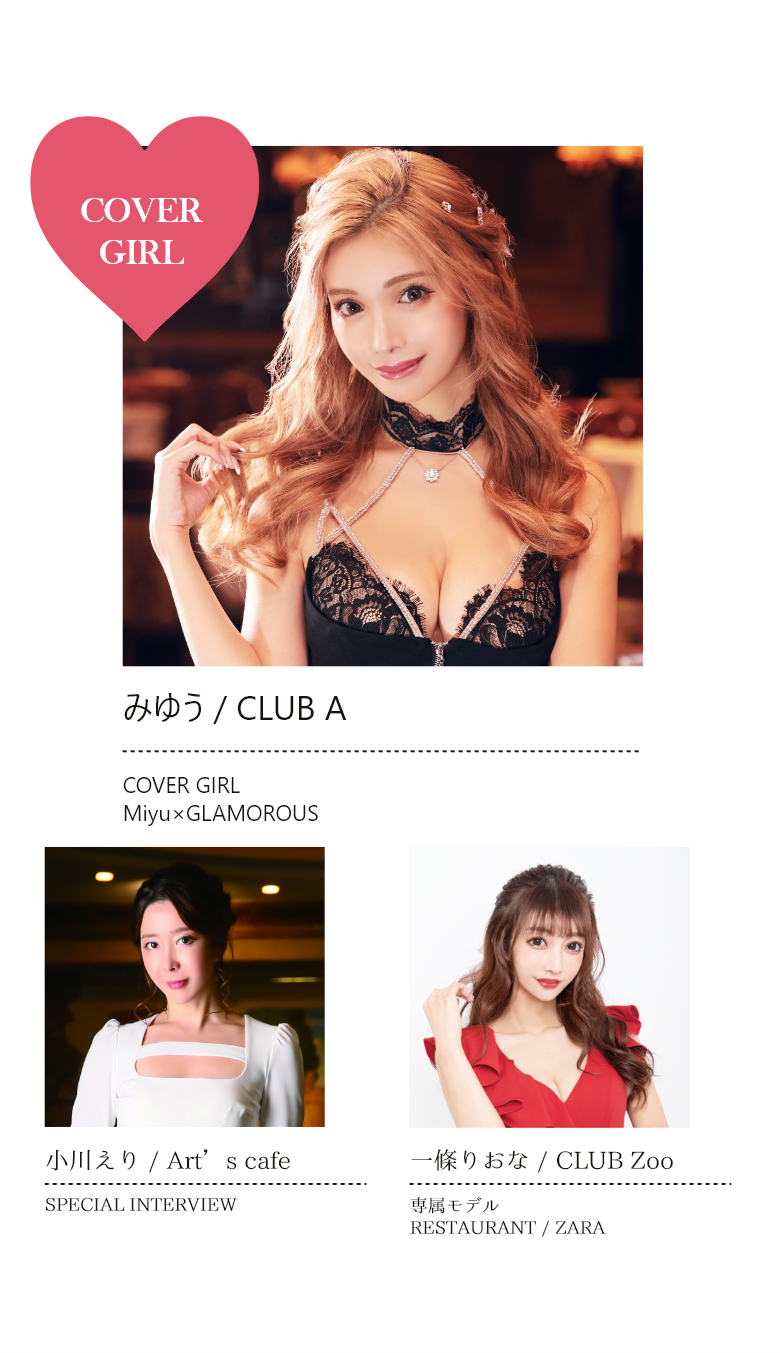 COVER
GIRL
みゆう / CLUB A
COVER GIRL
Miyu×GLAMOROUS
小川えり / Art’s cafe
SPECIAL INTERVIEW
一條りおな / CLUB Zoo
専属モデル
RESTAURANT / ZARA